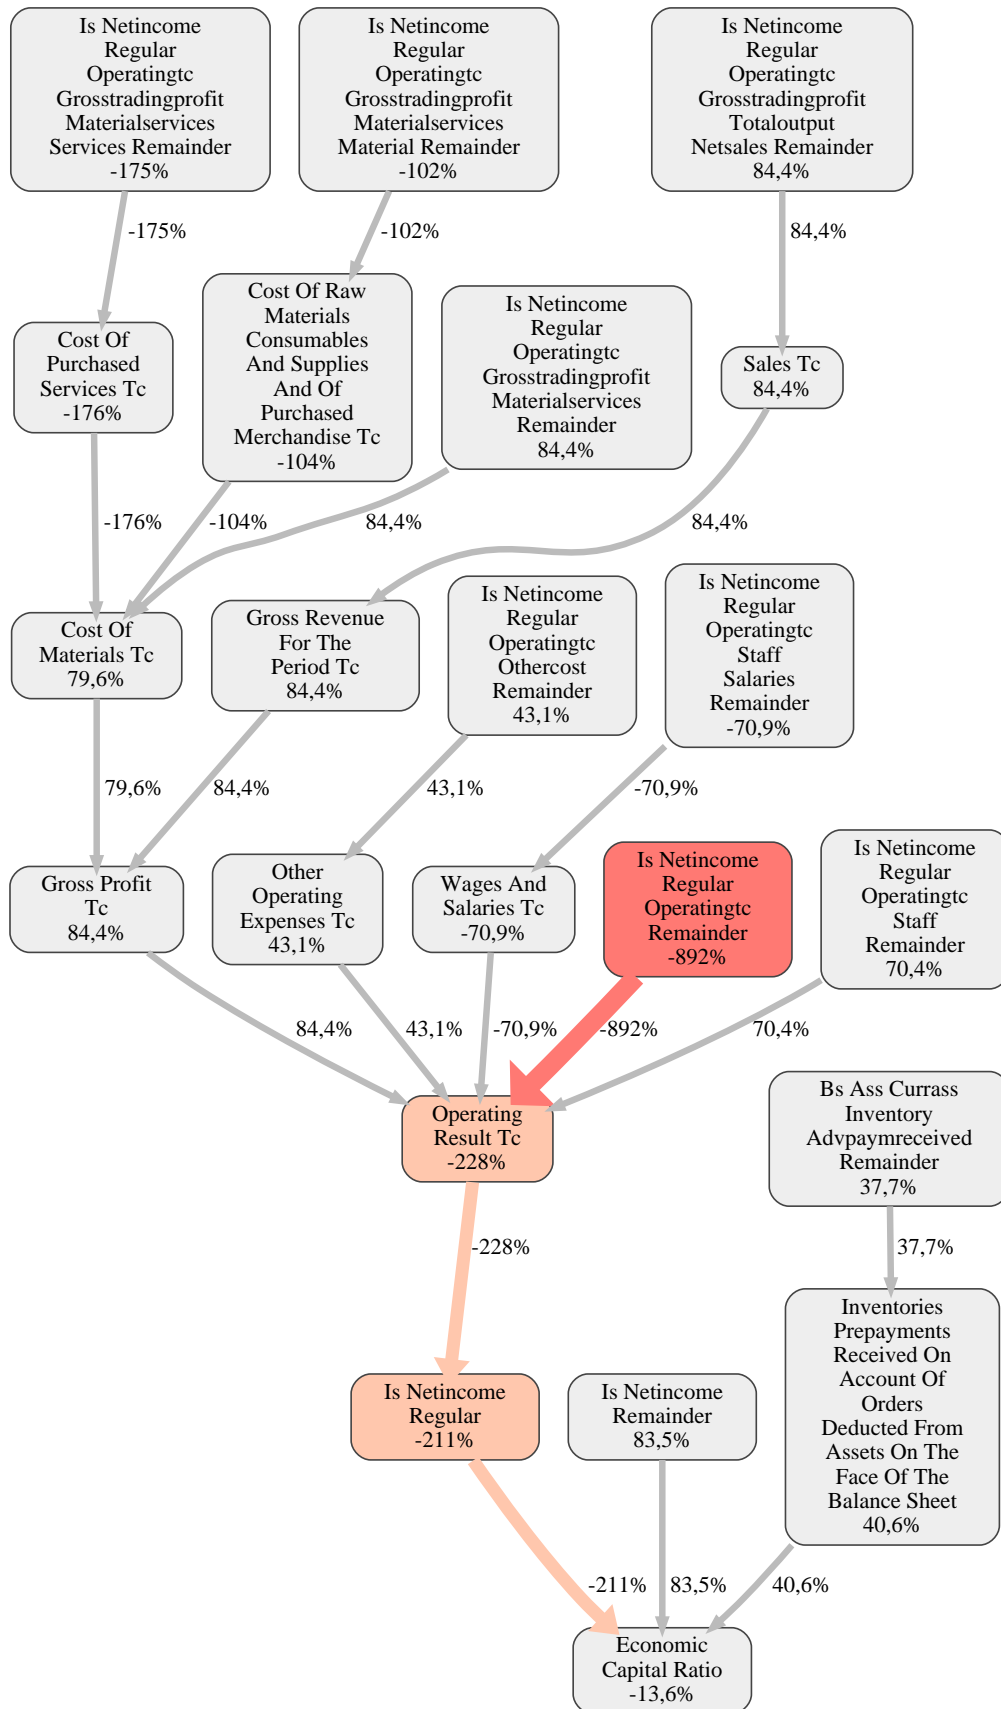 Is Netincome
Regular
Operatingtc
Grosstradingprofit
Materialservices
Services Remainder
-175%
Is Netincome
Regular
Operatingtc
Grosstradingprofit
Materialservices
Material Remainder
-102%
Is Netincome
Regular
Operatingtc
Grosstradingprofit
Totaloutput
Netsales Remainder
84,4%
-175%
-102%
84,4%
Cost Of
Purchased
Services Tc
-176%
Cost Of Raw
Materials
Consumables
And Supplies
And Of
Purchased
Merchandise Tc
-104%
Is Netincome
Regular
Operatingtc
Grosstradingprofit
Materialservices
Remainder
84,4%
Sales Tc
84,4%
-176%
-104%
84,4%
84,4%
Cost Of
Materials Tc
79,6%
Gross Revenue
For The
Period Tc
84,4%
Is Netincome
Regular
Operatingtc
Othercost
Remainder
43,1%
Is Netincome
Regular
Operatingtc
Staff
Salaries
Remainder
-70,9%
79,6%
84,4%
43,1%
-70,9%
Gross Profit
Tc
84,4%
Other
Operating
Expenses Tc
43,1%
Wages And
Salaries Tc
-70,9%
Is Netincome
Regular
Operatingtc
Remainder
-892%
Is Netincome
Regular
Operatingtc
Staff
Remainder
70,4%
84,4%
43,1%
-70,9%
-892%
70,4%
Operating
Result Tc
-228%
Bs Ass Currass
Inventory
Advpaymreceived
Remainder
37,7%
-228%
37,7%
Is Netincome
Regular
-211%
Is Netincome
Remainder
83,5%
Inventories
Prepayments
Received On
Account Of
Orders
Deducted From
Assets On The
Face Of The
Balance Sheet
40,6%
-211%
83,5%
40,6%
Economic
Capital Ratio
-13,6%